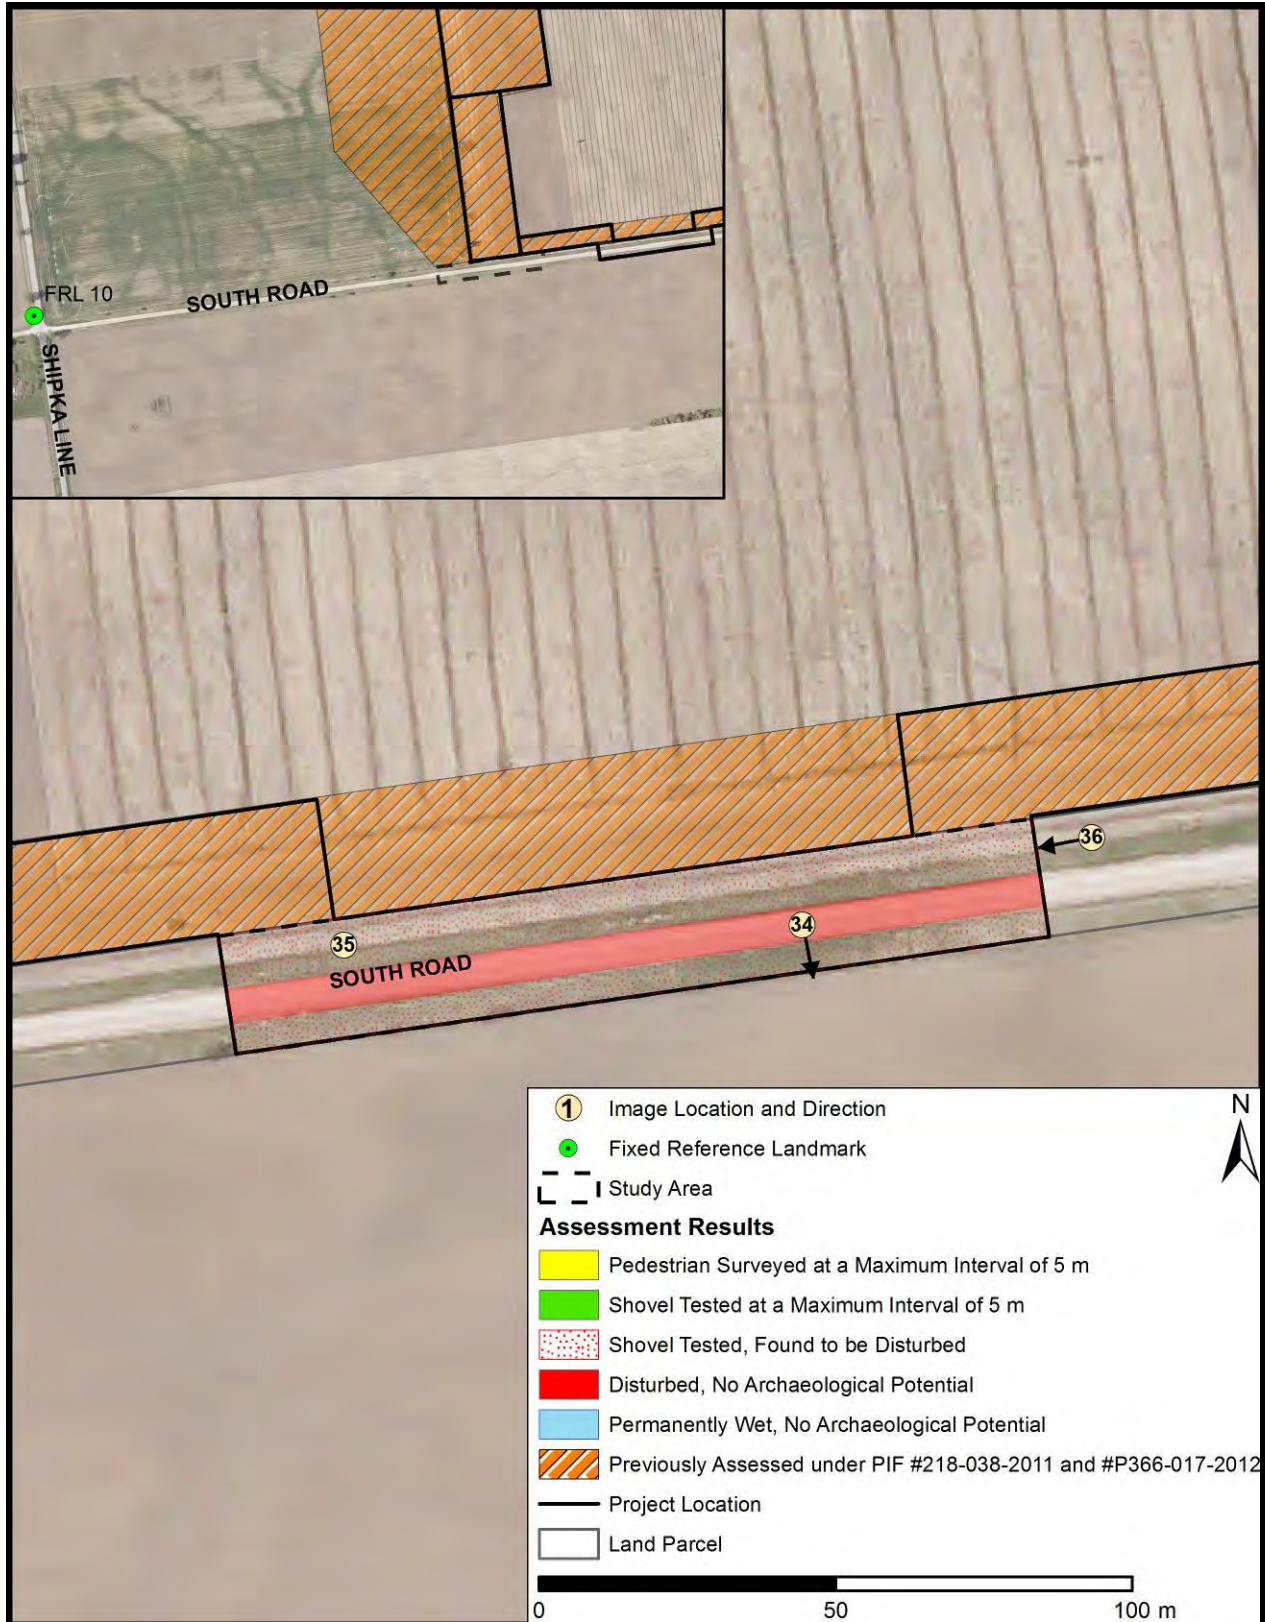 FRL 10
SOUTH ROAD
SHIPKA LINE
36
34
35
SOUTH ROAD
N
1 Image Location and Direction
Fixed Reference Landmark
Study Area
Assessment Results
Pedestrian Surveyed at a Maximum Interval of 5 m
Shovel Tested at a Maximum Interval of 5 m
Shovel Tested, Found to be Disturbed
Disturbed, No Archaeological Potential
Permanently Wet, No Archaeological Potential
Previously Assessed under PIF #218-038-2011 and #P366-017-2012
Project Location
Land Parcel
0 50 100 m